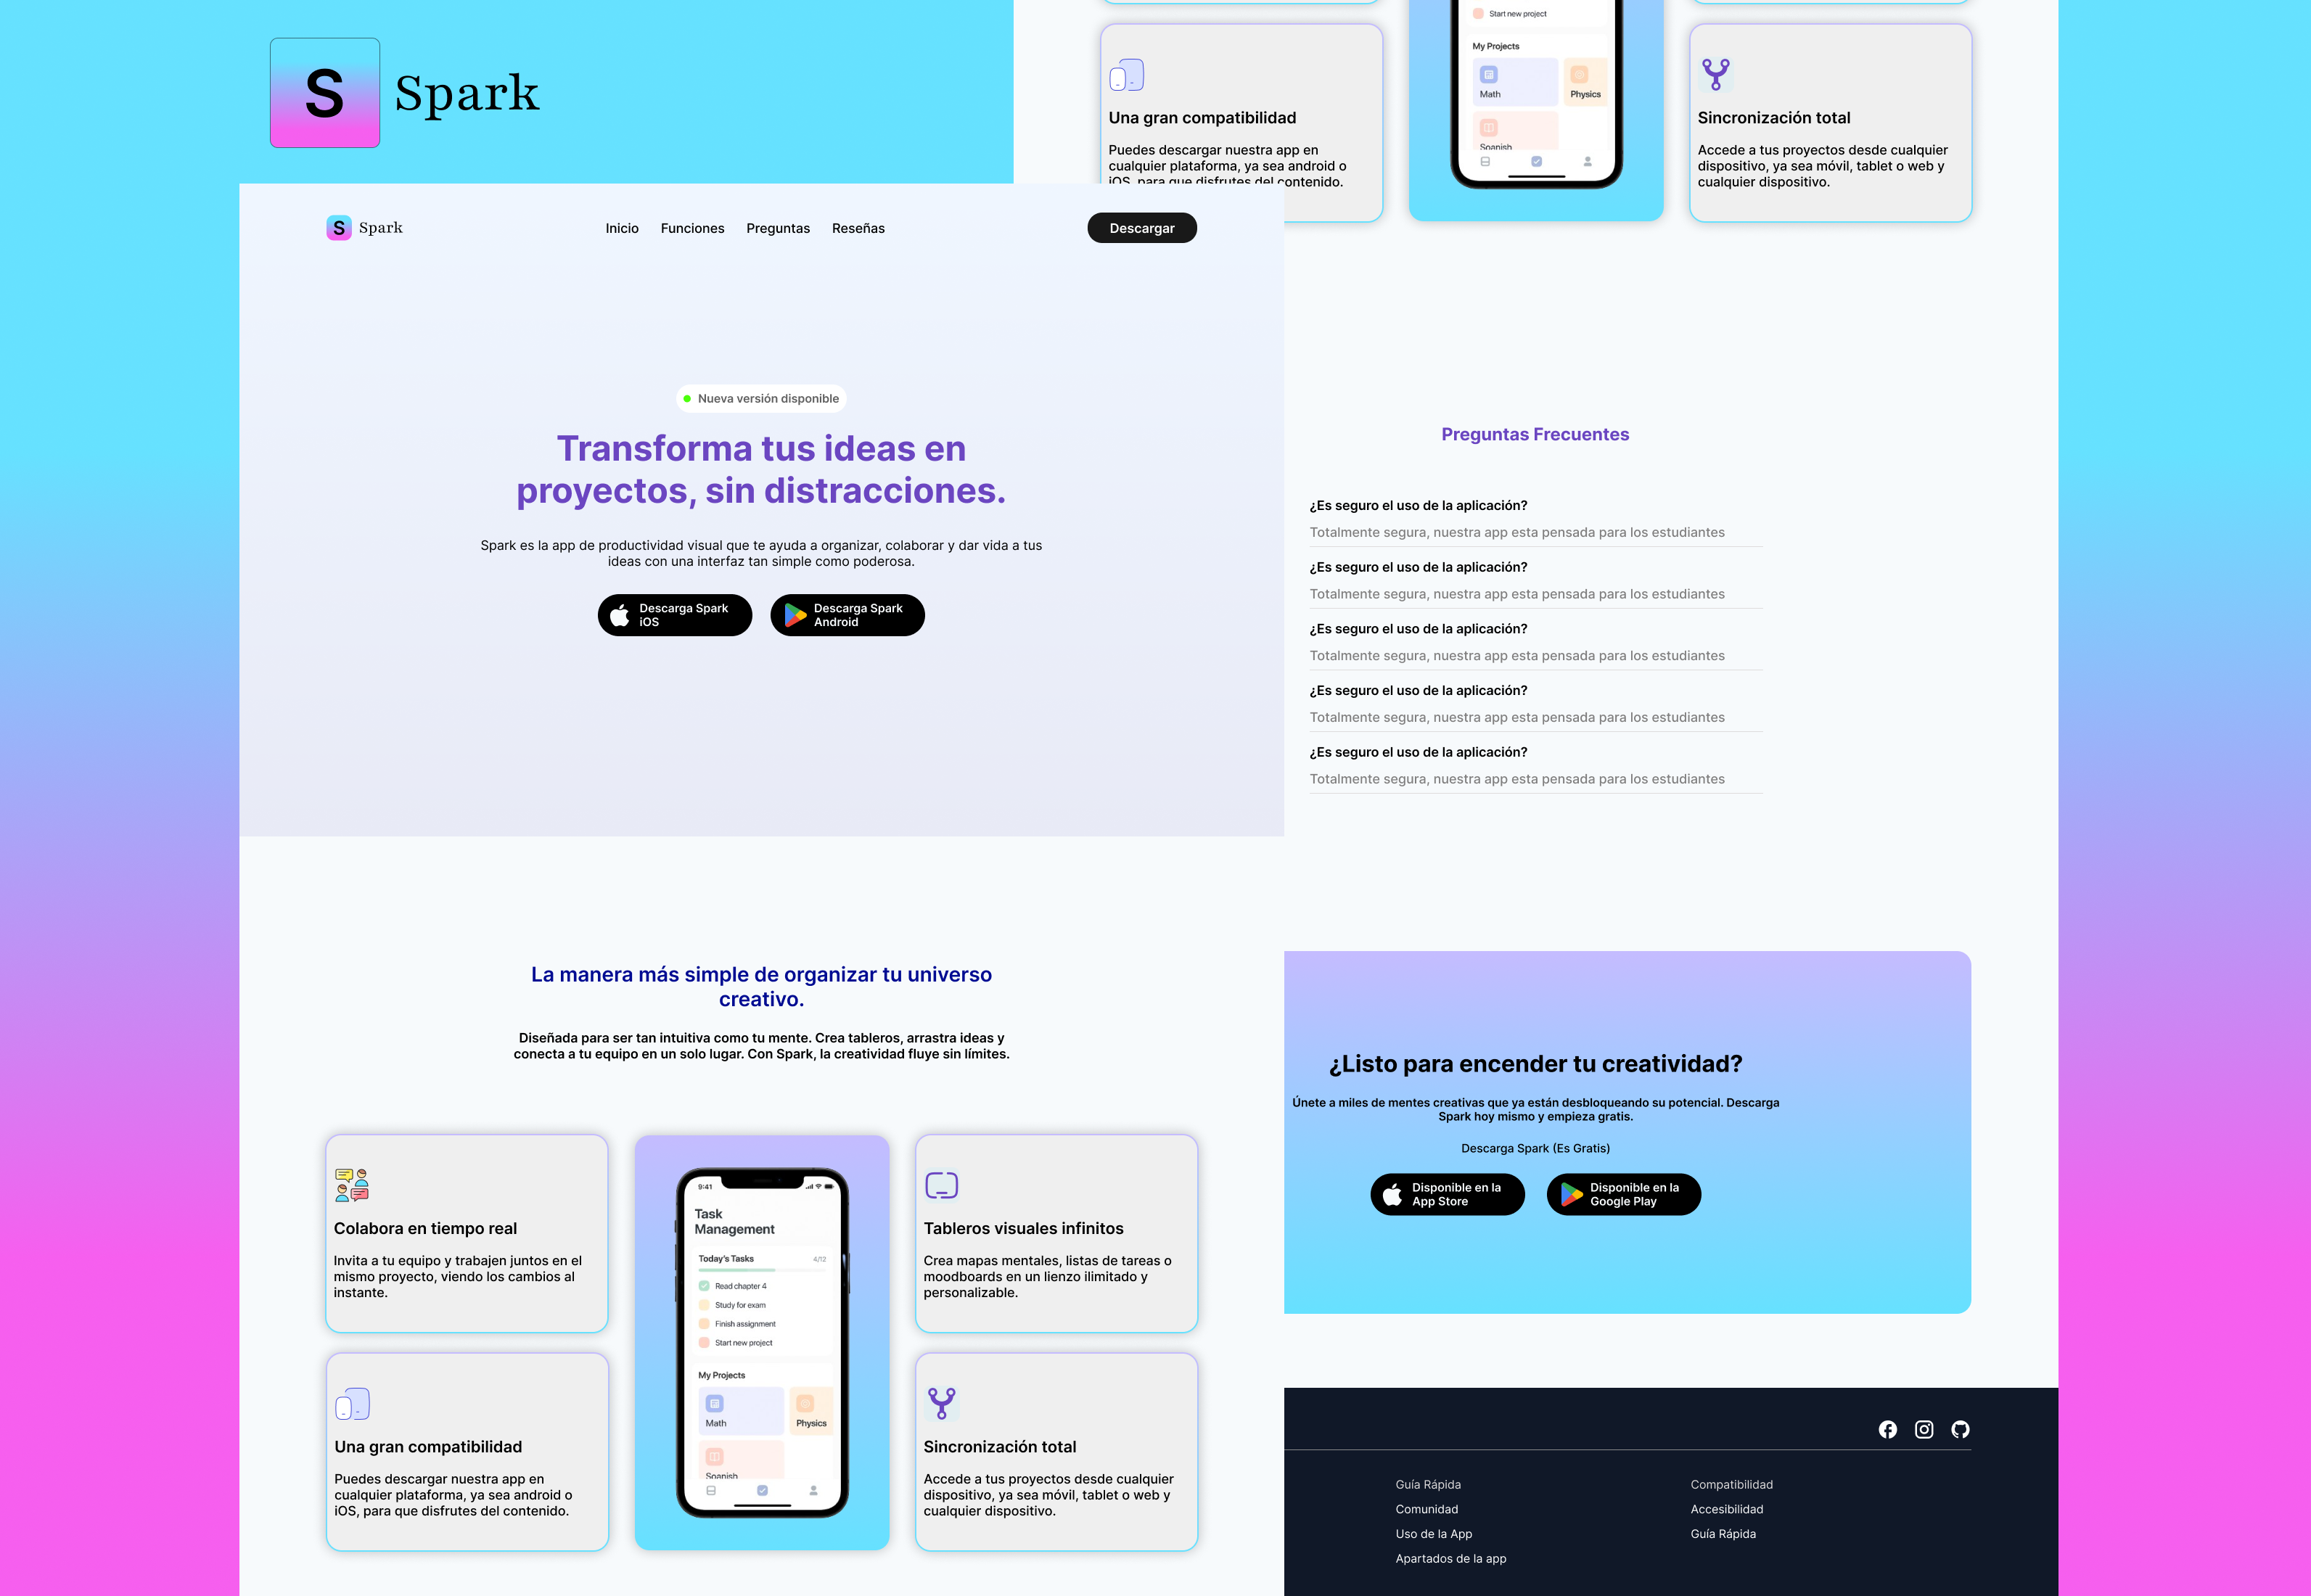 S
Spark
Start new project
My Projects
Math
Physics
Spanish
Una gran compatibilidad
Puedes descargar nuestra app en
cualquier plataforma, ya sea android o
iOS, para que disfrutes del contenido.
Sincronización total
Accede a tus proyectos desde cualquier
dispositivo, ya sea móvil, tablet o web y
cualquier dispositivo.
S Spark
Inicio Funciones Preguntas Reseñas
Descargar
Nueva versión disponible
Transforma tus ideas en
proyectos, sin distracciones.
Spark es la app de productividad visual que te ayuda a organizar, colaborar y dar vida a tus
ideas con una interfaz tan simple como poderosa.
Descarga Spark
iOS
Descarga Spark
Android
Preguntas Frecuentes
¿Es seguro el uso de la aplicación?
Totalmente segura, nuestra app esta pensada para los estudiantes
¿Es seguro el uso de la aplicación?
Totalmente segura, nuestra app esta pensada para los estudiantes
¿Es seguro el uso de la aplicación?
Totalmente segura, nuestra app esta pensada para los estudiantes
¿Es seguro el uso de la aplicación?
Totalmente segura, nuestra app esta pensada para los estudiantes
¿Es seguro el uso de la aplicación?
Totalmente segura, nuestra app esta pensada para los estudiantes
La manera más simple de organizar tu universo
creativo.
Diseñada para ser tan intuitiva como tu mente. Crea tableros, arrastra ideas y
conecta a tu equipo en un solo lugar. Con Spark, la creatividad fluye sin límites.
Colabora en tiempo real
Invita a tu equipo y trabajen juntos en el
mismo proyecto, viendo los cambios al
instante.
Una gran compatibilidad
Puedes descargar nuestra app en
cualquier plataforma, ya sea android o
iOS, para que disfrutes del contenido.
9:41
Task
Management
Today's Tasks 4/12
Read chapter 4
Study for exam
Finish assignment
Start new project
My Projects
Math
Physics
Spanish
Tableros visuales infinitos
Crea mapas mentales, listas de tareas o
moodboards en un lienzo ilimitado y
personalizable.
Sincronización total
Accede a tus proyectos desde cualquier
dispositivo, ya sea móvil, tablet o web y
cualquier dispositivo.
¿Listo para encender tu creatividad?
Únete a miles de mentes creativas que ya están desbloqueando su potencial. Descarga
Spark hoy mismo y empieza gratis.
Descarga Spark (Es Gratis)
Disponible en la
App Store
Disponible en la
Google Play
Guía Rápida
Comunidad
Uso de la App
Apartados de la app
Compatibilidad
Accesibilidad
Guía Rápida